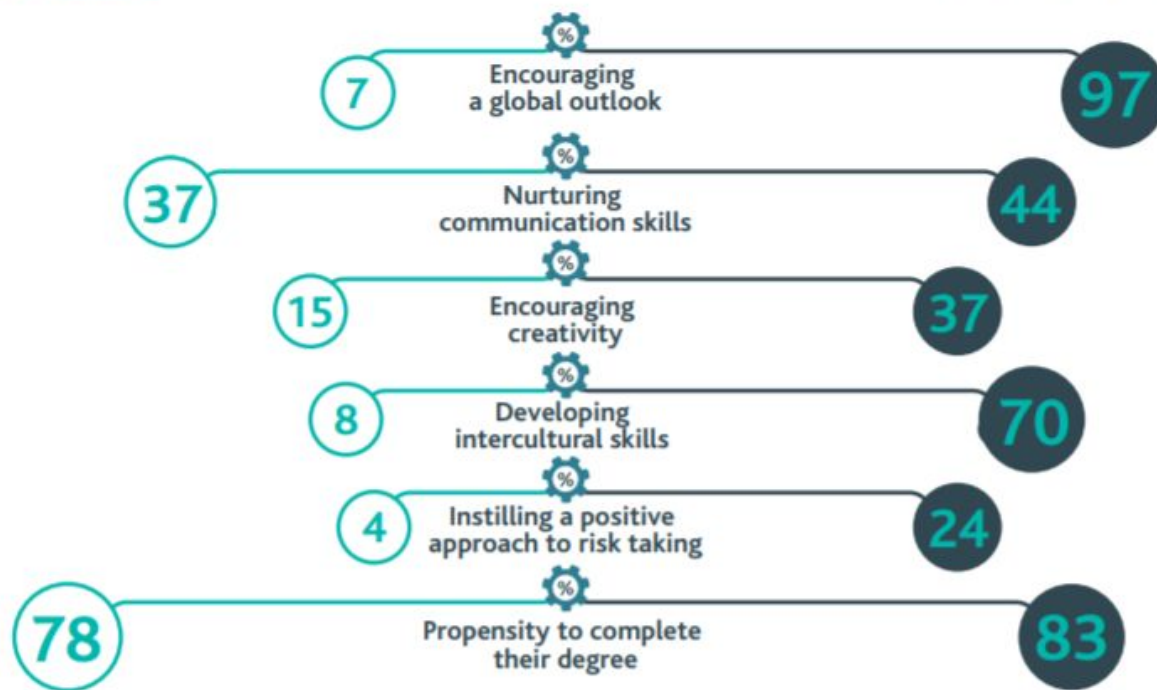 %
Encouraging
a global outlook
7
97
%
Nurturing
communication skills
37
44
%
Encouraging
creativity
15
37
%
Developing
intercultural skills
8
70
%
Instilling a positive
approach to risk taking
4
24
%
Propensity to complete
their degree
78
83